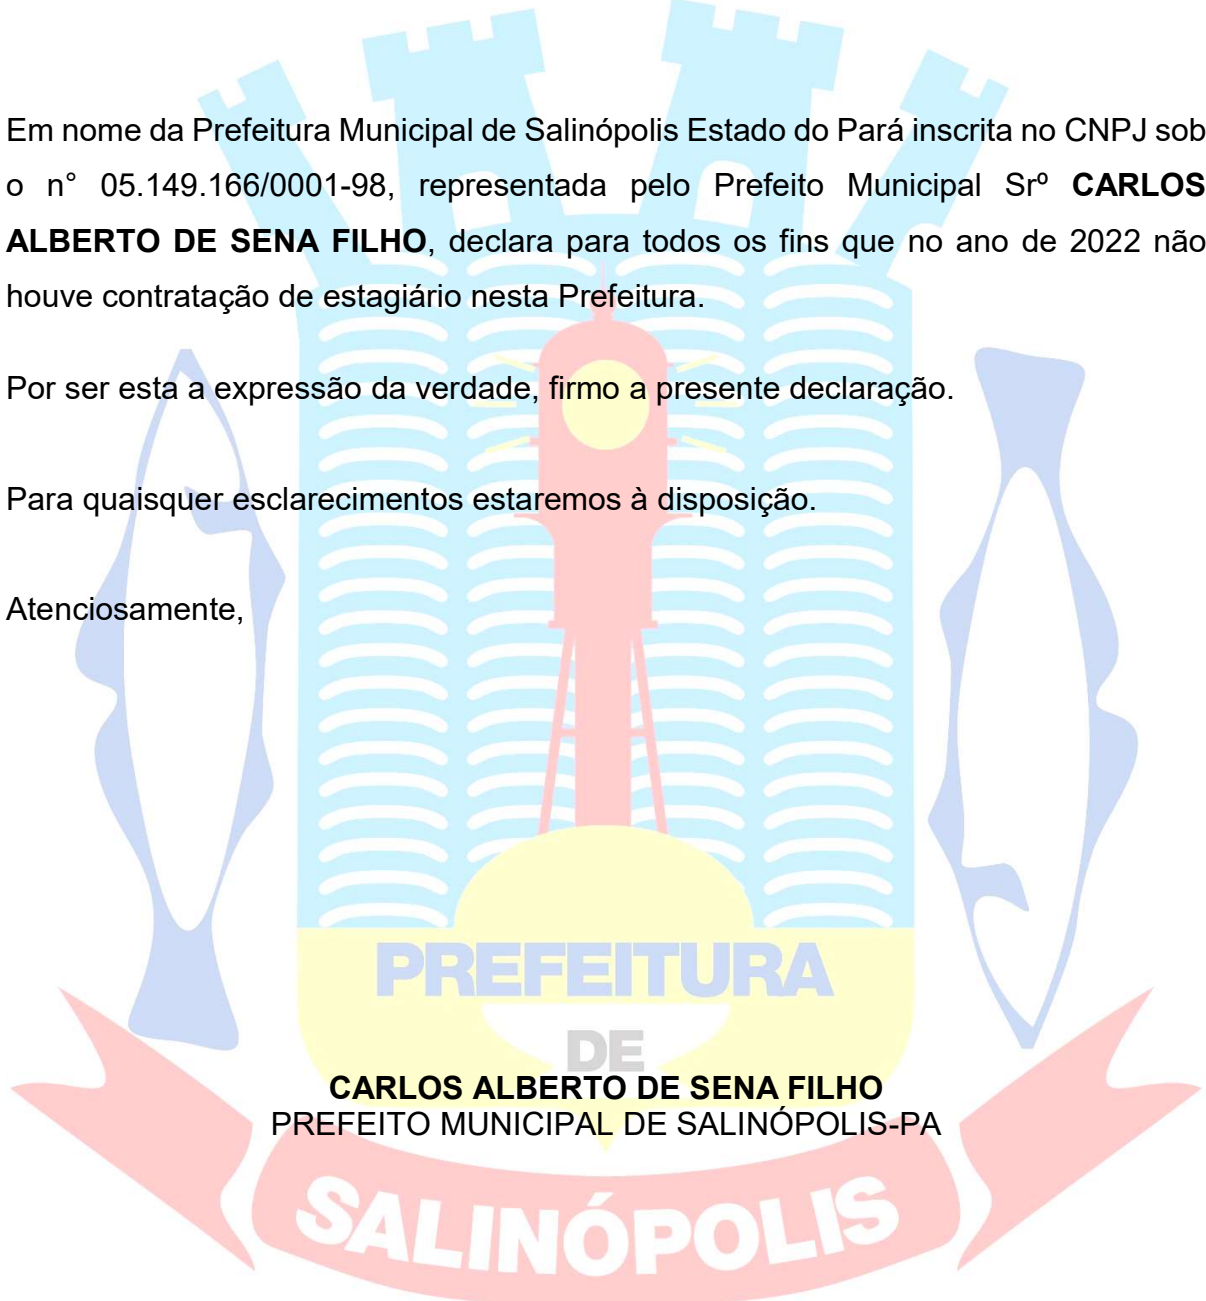 Em nome da Prefeitura Municipal de Salinópolis Estado do Pará inscrita no CNPJ sob
o n° 05.149.166/0001-98, representada pelo Prefeito Municipal Srº CARLOS
ALBERTO DE SENA FILHO, declara para todos os fins que no ano de 2022 não
houve contratação de estagiário nesta Prefeitura.
Por ser esta a expressão da verdade, firmo a presente declaração.
Para quaisquer esclarecimentos estaremos à disposição.
Atenciosamente,
PREFEITURA
DE
CARLOS ALBERTO DE SENA FILHO
PREFEITO MUNICIPAL DE SALINÓPOLIS-PA
SALINÓPOLIS